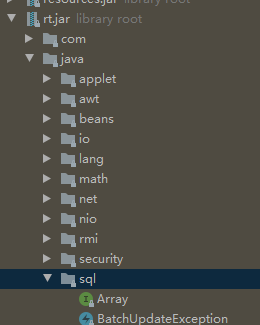 resources.jar library root
rt.jar library root
com
java
applet
awt
beans
io
lang
math
net
nio
rmi
security
sql
I Array
BatchUpdateException